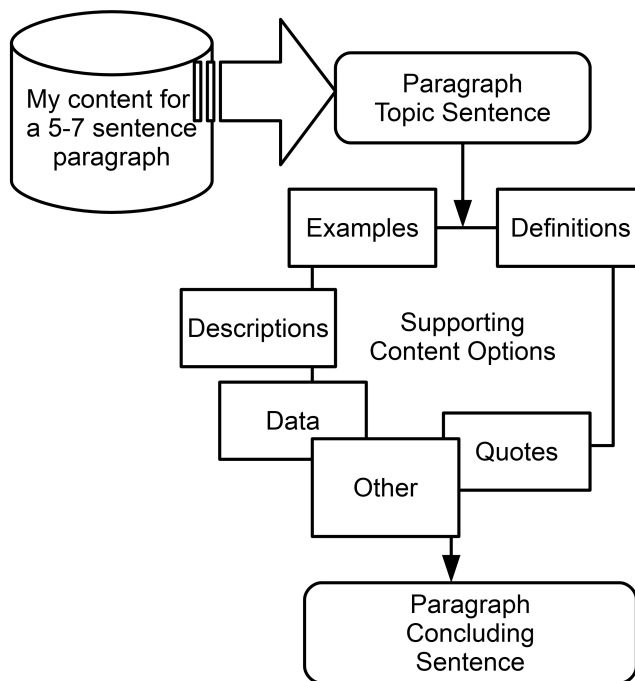 My content for
a 5-7 sentence
paragraph
Paragraph
Topic Sentence
Examples
Definitions
Descriptions
Supporting
Content Options
Data
Quotes
Other
Paragraph
Concluding
Sentence